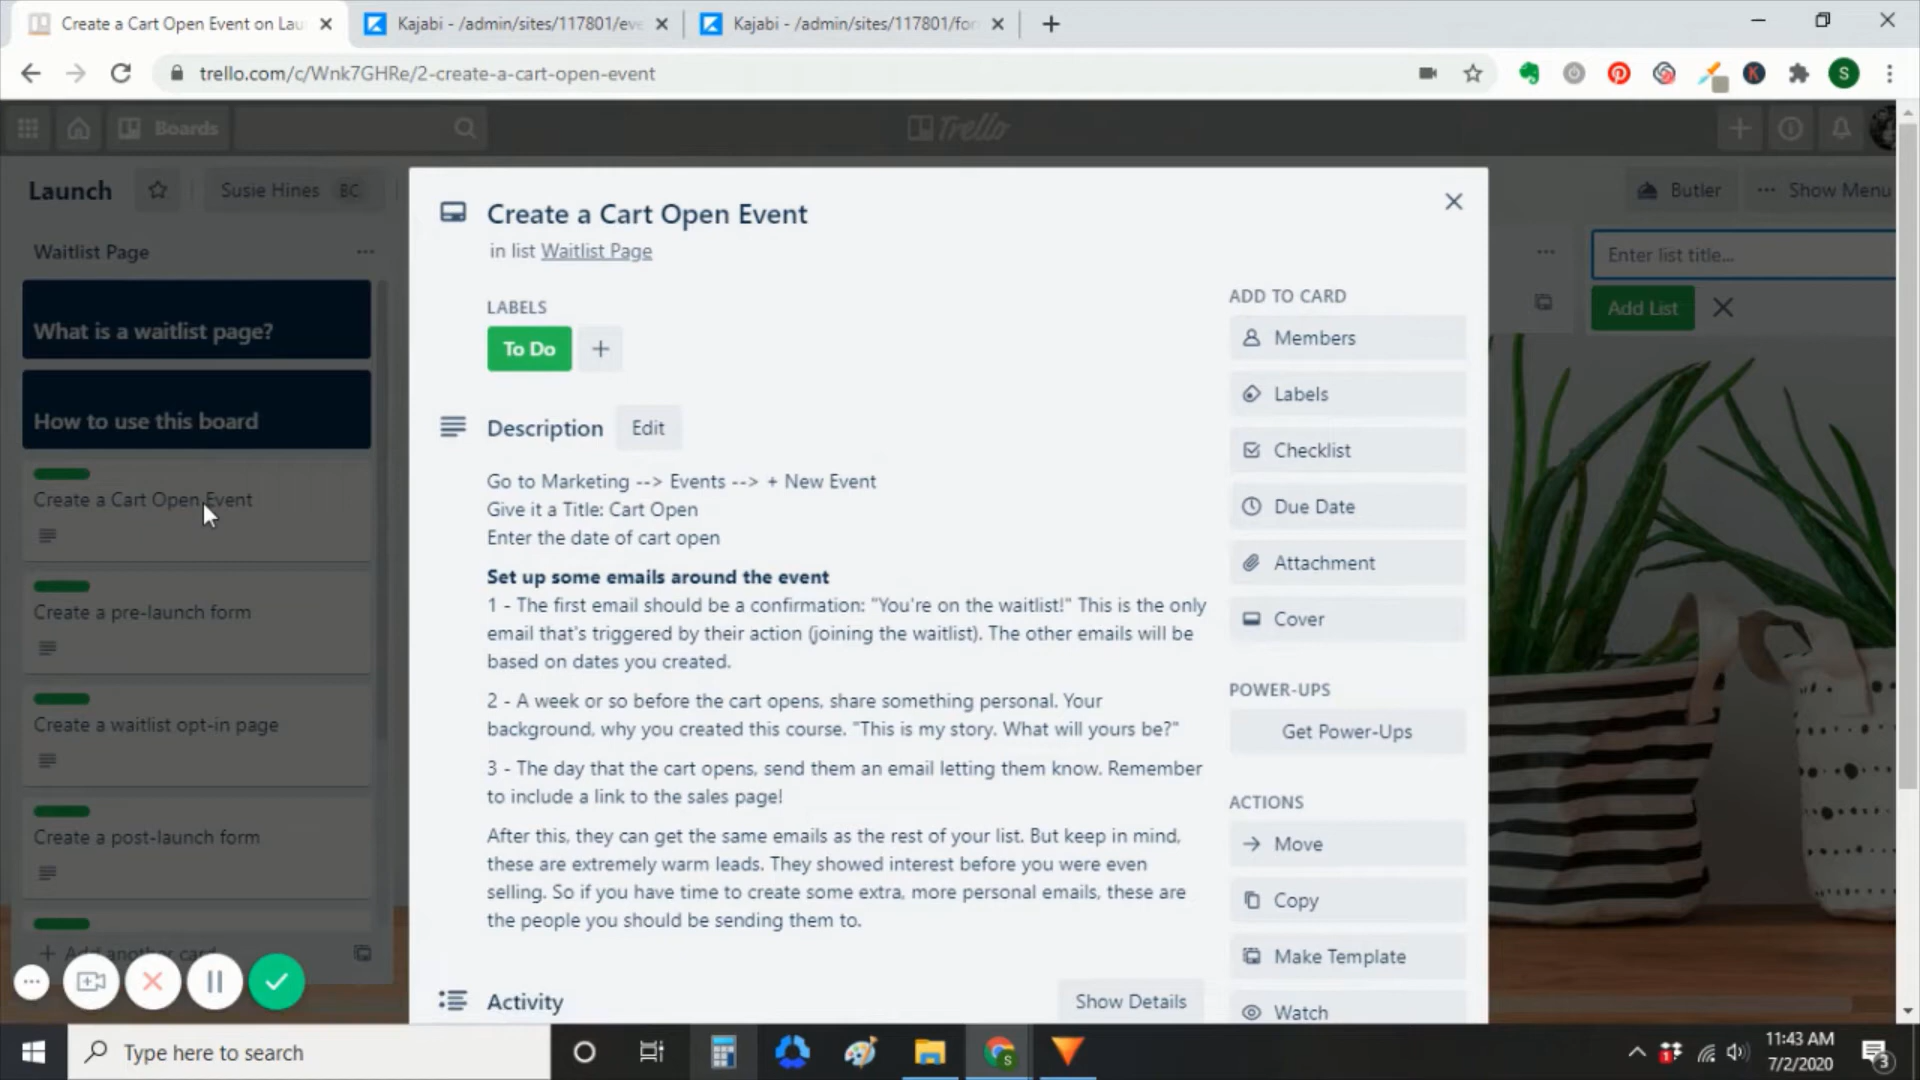 Create a Cart Open Event on Lau
Kajabi - /admin/sites/117801/eve
Kajabi - /admin/sites/117801/for
trello.com/c/Wnk7GHRe/2-create-a-cart-open-event
S
Boards
Trello
Launch
Susie Hines
BC
Butler
Show Menu
Waitlist Page
What is a waitlist page?
How to use this board
Create a Cart Open Event
Create a pre-launch form
Create a waitlist opt-in page
Create a post-launch form
Add another card
Create a Cart Open Event
in list Waitlist Page
LABELS
To Do
Description
Edit
Go to Marketing --> Events --> + New Event
Give it a Title: Cart Open
Enter the date of cart open
Set up some emails around the event
1 - The first email should be a confirmation: "You're on the waitlist!" This is the only
email that's triggered by their action (joining the waitlist). The other emails will be
based on dates you created.
2 - A week or so before the cart opens, share something personal. Your
background, why you created this course. "This is my story. What will yours be?"
3 - The day that the cart opens, send them an email letting them know. Remember
to include a link to the sales page!
After this, they can get the same emails as the rest of your list. But keep in mind,
these are extremely warm leads. They showed interest before you were even
selling. So if you have time to create some extra, more personal emails, these are
the people you should be sending them to.
Activity
Show Details
ADD TO CARD
Members
Labels
Checklist
Due Date
Attachment
Cover
POWER-UPS
Get Power-Ups
ACTIONS
Move
Copy
Make Template
Watch
Enter list title...
Add List
Type here to search
11:43 AM
7/2/2020
3